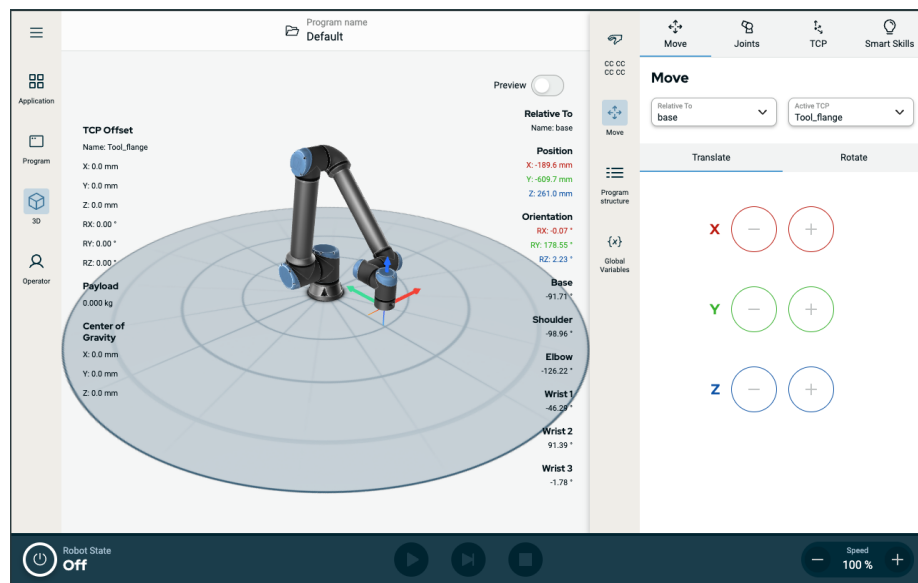 Program name
Default
Application
Program
3D
Operator
Preview
TCP Offset
Name: Tool_flange
X: 0.0 mm
Y: 0.0 mm
Z: 0.0 mm
RX: 0.00 °
RY: 0.00 °
RZ: 0.00 °
Payload
0.000 kg
Center of
Gravity
X: 0.0 mm
Y: 0.0 mm
Z: 0.0 mm
Relative To
Name: base
Position
X: -189.6 mm
Y: -609.7 mm
Z: 261.0 mm
Orientation
RX: -0.07 °
RY: 178.55 °
RZ: 2.23 °
Base
-91.71 °
Shoulder
-98.96 °
Elbow
-126.22 °
Wrist 1
-46.29 °
Wrist 2
91.39 °
Wrist 3
-1.78 °
CC CC
CC CC
Move
Program
structure
{x}
Global
Variables
Move
Joints
TCP
Smart Skills
Move
Relative To
base
Active TCP
Tool_flange
Translate
Rotate
X
Y
Z
Robot State
Off
Speed
100 %